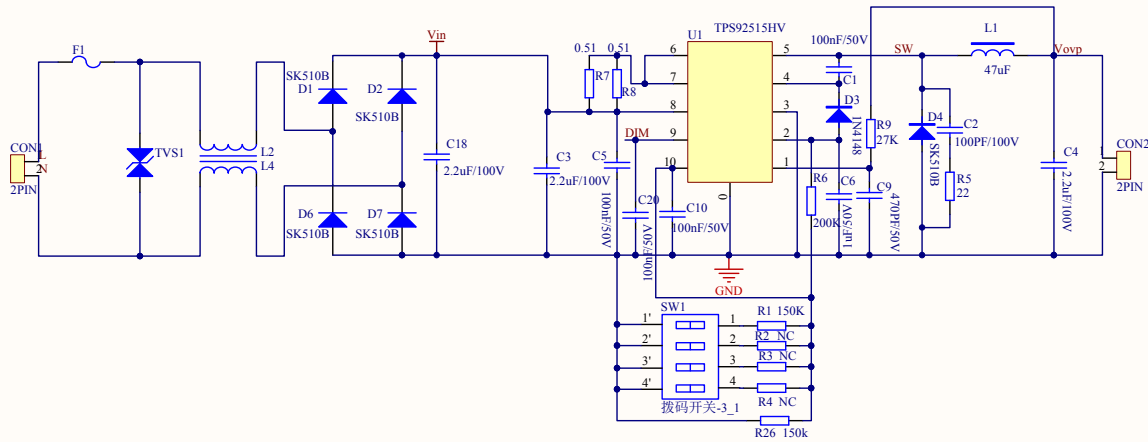 TPS92515HV
U1
F1
CON1
L
N
2
2PIN
TVS1
L2
L4
SK510B
D1
D2
SK510B
D6
SK510B
D7
SK510B
Vin
C18
2.2uF/100V
C3
2.2uF/100V
0.51
0.51
R7
R8
C5
100nF/50V
DIM
C20
100nF/50V
C10
100nF/50V
6
7
8
9
10
5
4
3
2
1
0
GND
100nF/50V
C1
D3
1N4148
R6
200K
C6
1uF/50V
C9
470PF/50V
R9
27K
SW
L1
47uF
Vovp
D4
SK510B
C2
100PF/100V
R5
22
C4
2.2uF/100V
CON2
1
2
2PIN
SW1
1'
2'
3'
4'
1
2
3
4
R1 150K
R2 NC
R3 NC
R4 NC
拨码开关-3_1
R26 150k